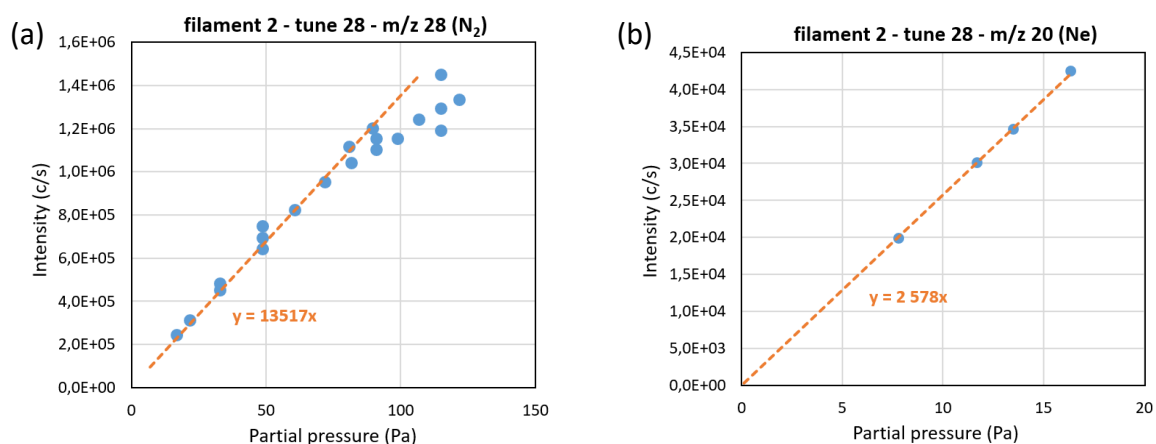 (a)
filament 2 - tune 28 - m/z 28 (N₂)
1,6E+06
1,4E+06
1,2E+06
1,0E+06
8,0E+05
6,0E+05
4,0E+05
2,0E+05
0,0E+00
Intensity (c/s)
y = 13517x
0 50 100 150
Partial pressure (Pa)
(b)
filament 2 - tune 28 - m/z 20 (Ne)
4,5E+04
4,0E+04
3,5E+04
3,0E+04
2,5E+04
2,0E+04
1,5E+04
1,0E+04
5,0E+03
0,0E+00
Intensity (c/s)
y = 2 578x
0 5 10 15 20
Partial pressure (Pa)